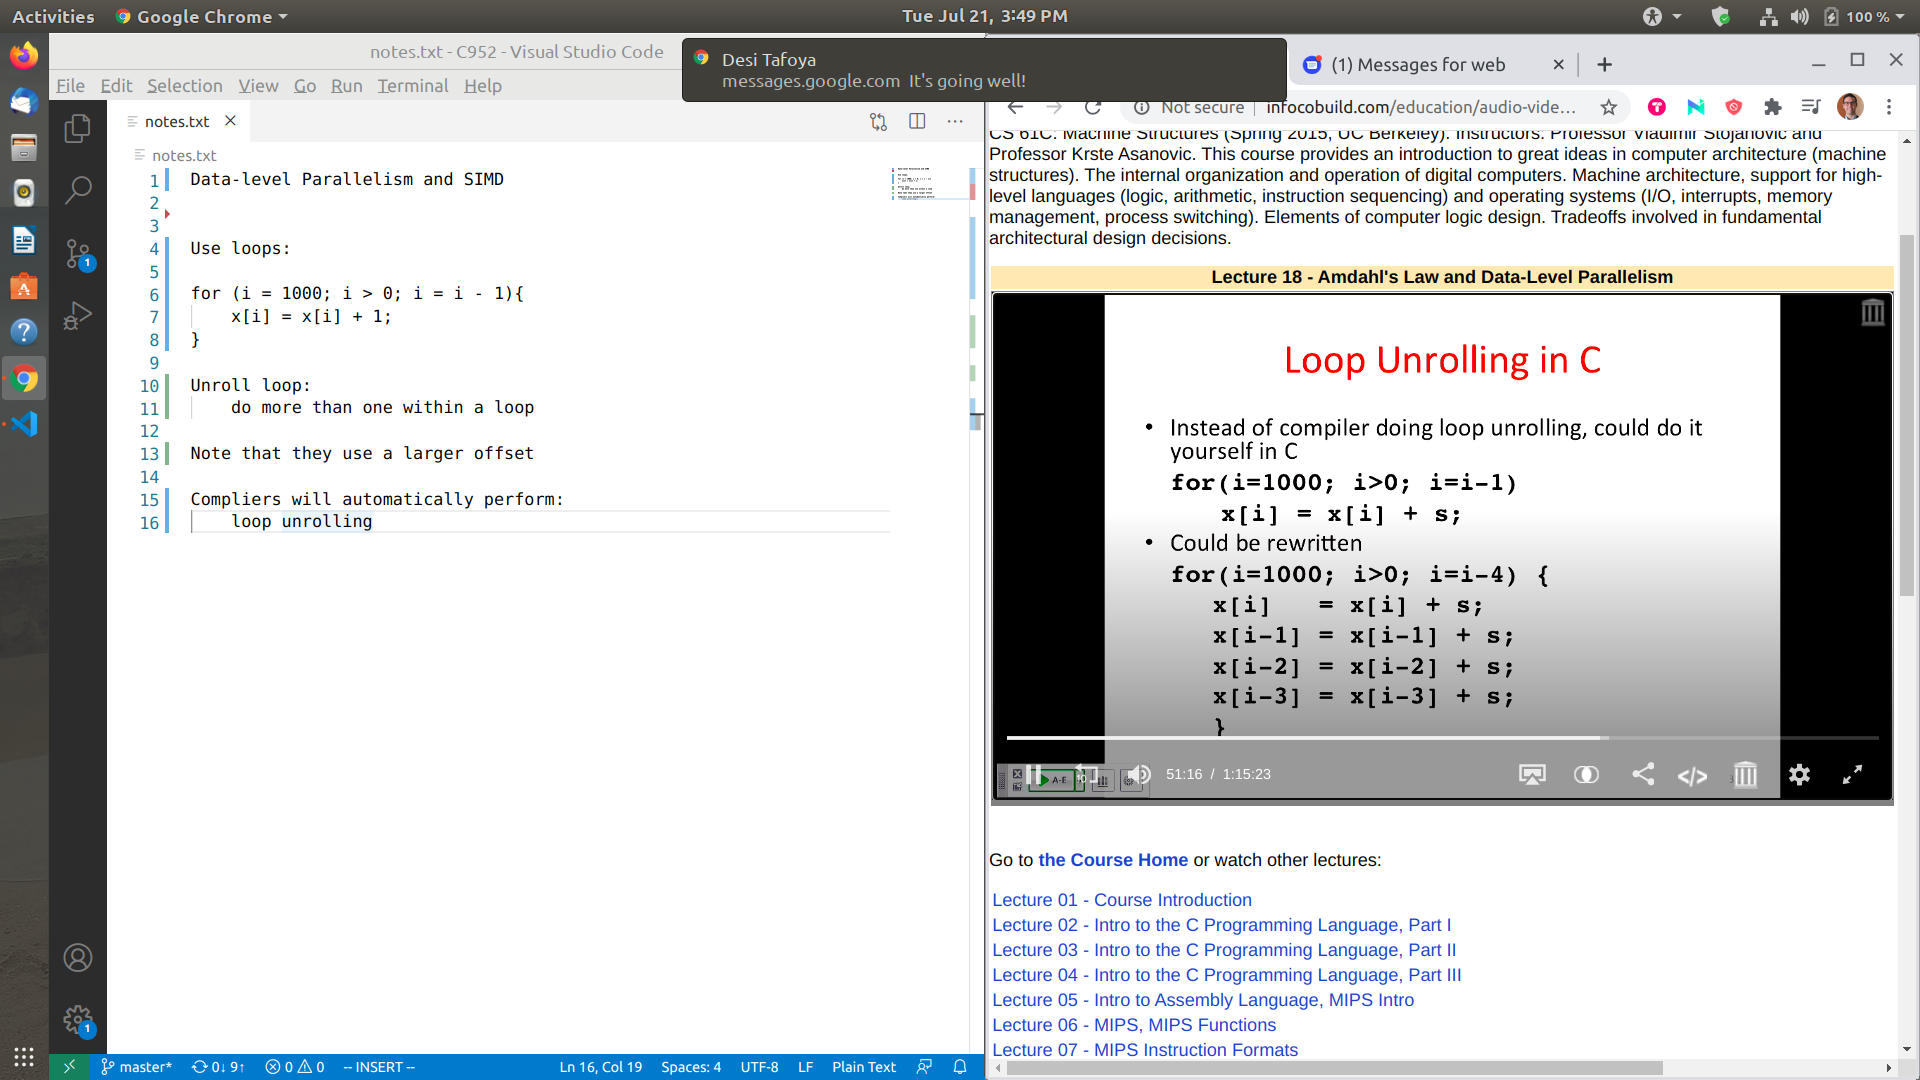 Activities
Google Chrome
Tue Jul 21, 3:49 PM
100 %
notes.txt - C952 - Visual Studio Code
Desi Tafoya
messages.google.com It's going well!
(1) Messages for web
File Edit Selection View Go Run Terminal Help
Not secure | infocobuild.com/education/audio-vide...
notes.txt
notes.txt
1 Data-level Parallelism and SIMD
2
3
4 Use loops:
5
6 for (i = 1000; i > 0; i = i - 1){
7 x[i] = x[i] + 1;
8 }
9
10 Unroll loop:
11 do more than one within a loop
12
13 Note that they use a larger offset
14
15 Compliers will automatically perform:
16 loop unrolling
1
1
master*
0↓ 9↑
0 0
-- INSERT --
Ln 16, Col 19
Spaces: 4
UTF-8
LF
Plain Text
CS 61C: Machine Structures (Spring 2015, UC Berkeley). Instructors: Professor Vladimir Stojanovic and
Professor Krste Asanovic. This course provides an introduction to great ideas in computer architecture (machine
structures). The internal organization and operation of digital computers. Machine architecture, support for high-
level languages (logic, arithmetic, instruction sequencing) and operating systems (I/O, interrupts, memory
management, process switching). Elements of computer logic design. Tradeoffs involved in fundamental
architectural design decisions.
Lecture 18 - Amdahl's Law and Data-Level Parallelism
Loop Unrolling in C
• Instead of compiler doing loop unrolling, could do it
yourself in C
for(i=1000; i>0; i=i-1)
x[i] = x[i] + s;
• Could be rewritten
for(i=1000; i>0; i=i-4) {
x[i] = x[i] + s;
x[i-1] = x[i-1] + s;
x[i-2] = x[i-2] + s;
x[i-3] = x[i-3] + s;
}
A-E
10
51:16 / 1:15:23
Go to the Course Home or watch other lectures:
Lecture 01 - Course Introduction
Lecture 02 - Intro to the C Programming Language, Part I
Lecture 03 - Intro to the C Programming Language, Part II
Lecture 04 - Intro to the C Programming Language, Part III
Lecture 05 - Intro to Assembly Language, MIPS Intro
Lecture 06 - MIPS, MIPS Functions
Lecture 07 - MIPS Instruction Formats